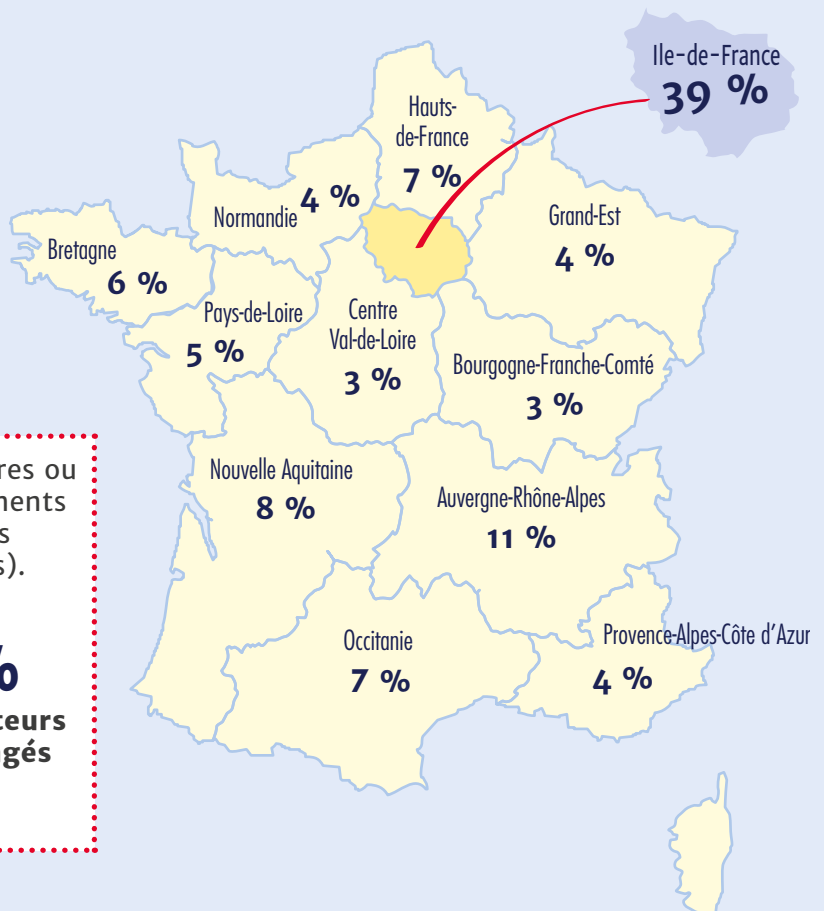 Ile-de-France
39 %
Hauts-
de-France
7 %
Normandie
4 %
Grand-Est
4 %
Bretagne
6 %
Pays-de-Loire
5 %
Centre
Val-de-Loire
3 %
Bourgogne-Franche-Comté
3 %
Nouvelle Aquitaine
8 %
Auvergne-Rhône-Alpes
11 %
Occitanie
7 %
Provence-Alpes-Côte d'Azur
4 %
res ou
nents
s
s).
%
teurs
gés